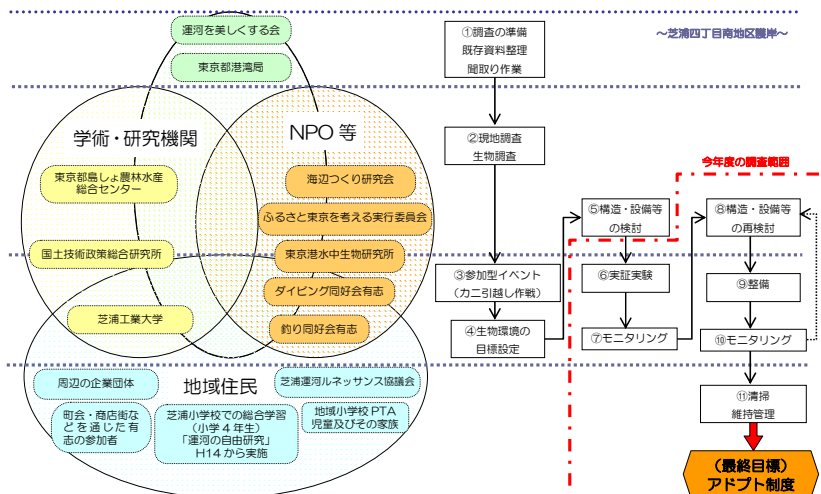 運河を美しくする会
東京都港湾局
学術・研究機関
東京都島しょ農林水産
総合センター
国土技術政策総合研究所
芝浦工業大学
NPO 等
海辺つくり研究会
ふるさと東京を考える実行委員会
東京港水中生物研究所
ダイビング同好会有志
釣り同好会有志
地域住民
周辺の企業団体
芝浦運河ルネッサンス協議会
町会・商店街な
どを通じた有
志の参加者
芝浦小学校での総合学習
(小学4年生)
「運河の自由研究」
H14から実施
地域小学校PTA
児童及びその家族
～芝浦四丁目南地区護岸～
①調査の準備
既存資料整理
聞取り作業
②現地調査
生物調査
③参加型イベント
(カニ引越し作戦)
④生物環境の
目標設定
今年度の調査範囲
⑤構造・設備等
の検討
⑥実証実験
⑦モニタリング
⑧構造・設備等
の再検討
⑨整備
⑩モニタリング
⑪清掃
維持管理
(最終目標)
アドプト制度